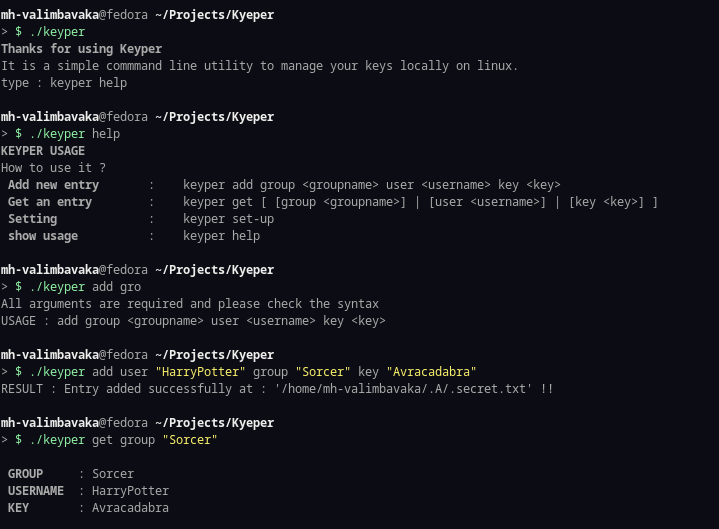 mh-valimbavaka@fedora ~/Projects/Kyeper
> $ ./keyper
Thanks for using Keyper
It is a simple commmand line utility to manage your keys locally on linux.
type : keyper help
mh-valimbavaka@fedora ~/Projects/Kyeper
> $ ./keyper help
KEYPER USAGE
How to use it ?
Add new entry : keyper add group <groupname> user <username> key <key>
Get an entry : keyper get [ [group <groupname>] | [user <username>] | [key <key>] ]
Setting : keyper set-up
show usage : keyper help
mh-valimbavaka@fedora ~/Projects/Kyeper
> $ ./keyper add gro
All arguments are required and please check the syntax
USAGE : add group <groupname> user <username> key <key>
mh-valimbavaka@fedora ~/Projects/Kyeper
> $ ./keyper add user "HarryPotter" group "Sorcer" key "Avracadabra"
RESULT : Entry added successfully at : '/home/mh-valimbavaka/.A/.secret.txt' !!
mh-valimbavaka@fedora ~/Projects/Kyeper
> $ ./keyper get group "Sorcer"
GROUP : Sorcer
USERNAME : HarryPotter
KEY : Avracadabra